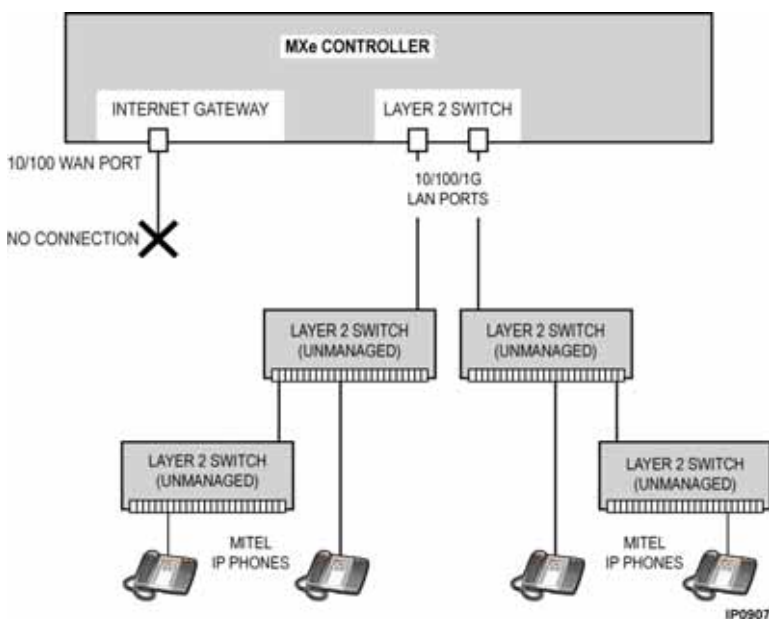 MXe CONTROLLER
INTERNET GATEWAY
LAYER 2 SWITCH
10/100 WAN PORT
10/100/1G
LAN PORTS
NO CONNECTION
LAYER 2 SWITCH
(UNMANAGED)
LAYER 2 SWITCH
(UNMANAGED)
LAYER 2 SWITCH
(UNMANAGED)
LAYER 2 SWITCH
(UNMANAGED)
MITEL
IP PHONES
MITEL
IP PHONES
IP0907